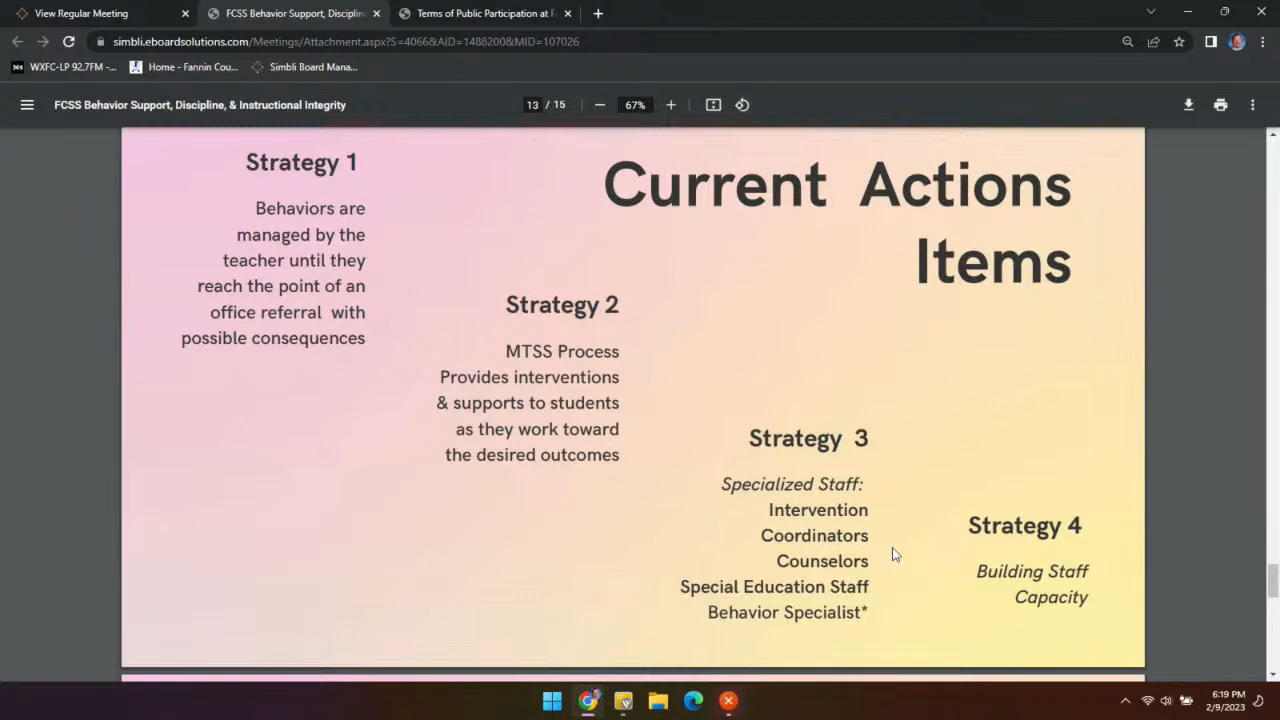 View Regular Meeting
FCSS Behavior Support, Disciplin
Terms of Public Participation at F
simbli.eboardsolutions.com/Meetings/Attachment.aspx?S=4066&AID=1488200&MID=107026
WXFC-LP 92.7FM -...
Home - Fannin Cou...
Simbli Board Mana...
FCSS Behavior Support, Discipline, & Instructional Integrity
13 / 15
67%
Strategy 1
Behaviors are
managed by the
teacher until they
reach the point of an
office referral with
possible consequences
Current Actions
Items
Strategy 2
MTSS Process
Provides interventions
& supports to students
as they work toward
the desired outcomes
Strategy 3
Specialized Staff:
Intervention
Coordinators
Counselors
Special Education Staff
Behavior Specialist*
Strategy 4
Building Staff
Capacity
6:19 PM
2/9/2023